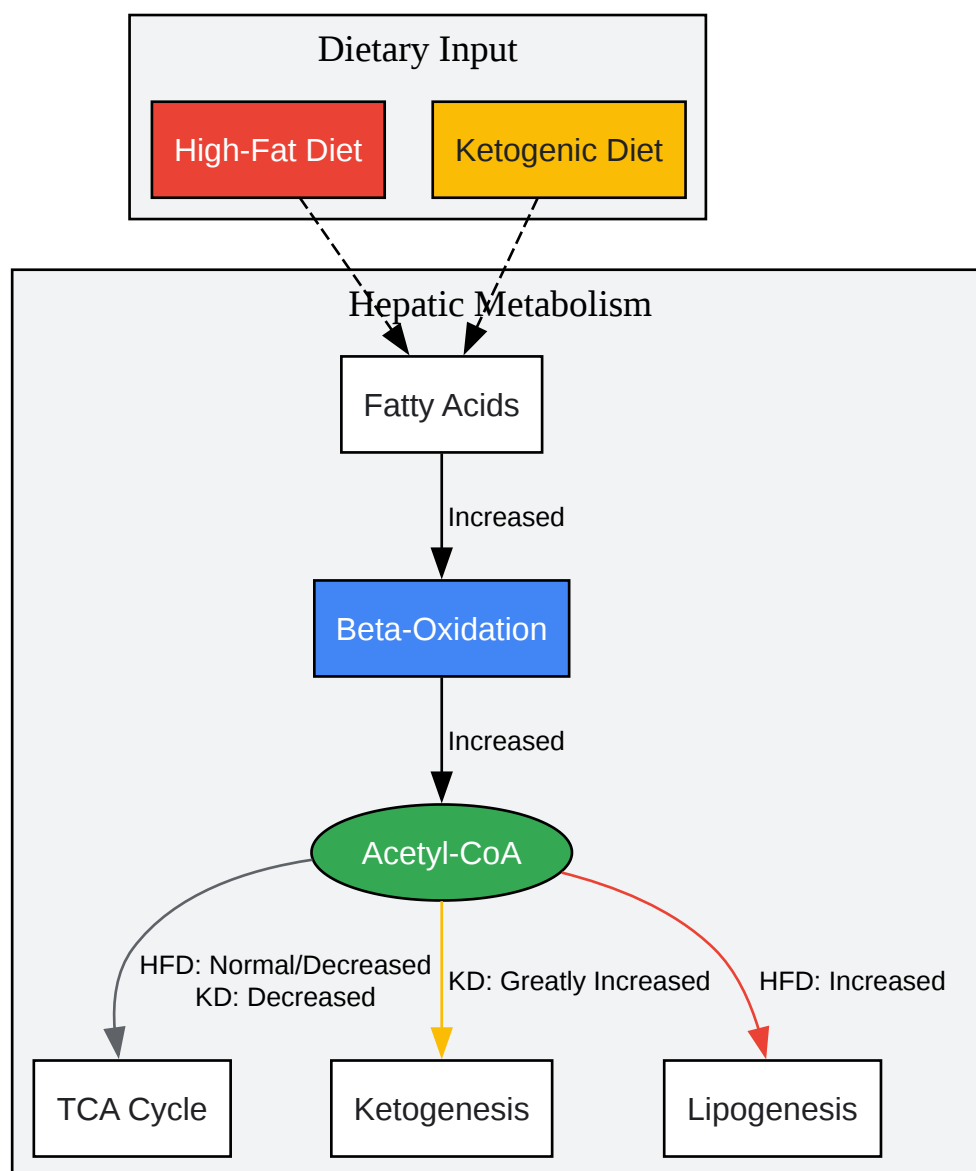 Dietary Input
High-Fat Diet
Ketogenic Diet
Hepatic Metabolism
Fatty Acids
Increased
Beta-Oxidation
Increased
Acetyl-CoA
HFD: Normal/Decreased
KD: Decreased
KD: Greatly Increased
HFD: Increased
TCA Cycle
Ketogenesis
Lipogenesis